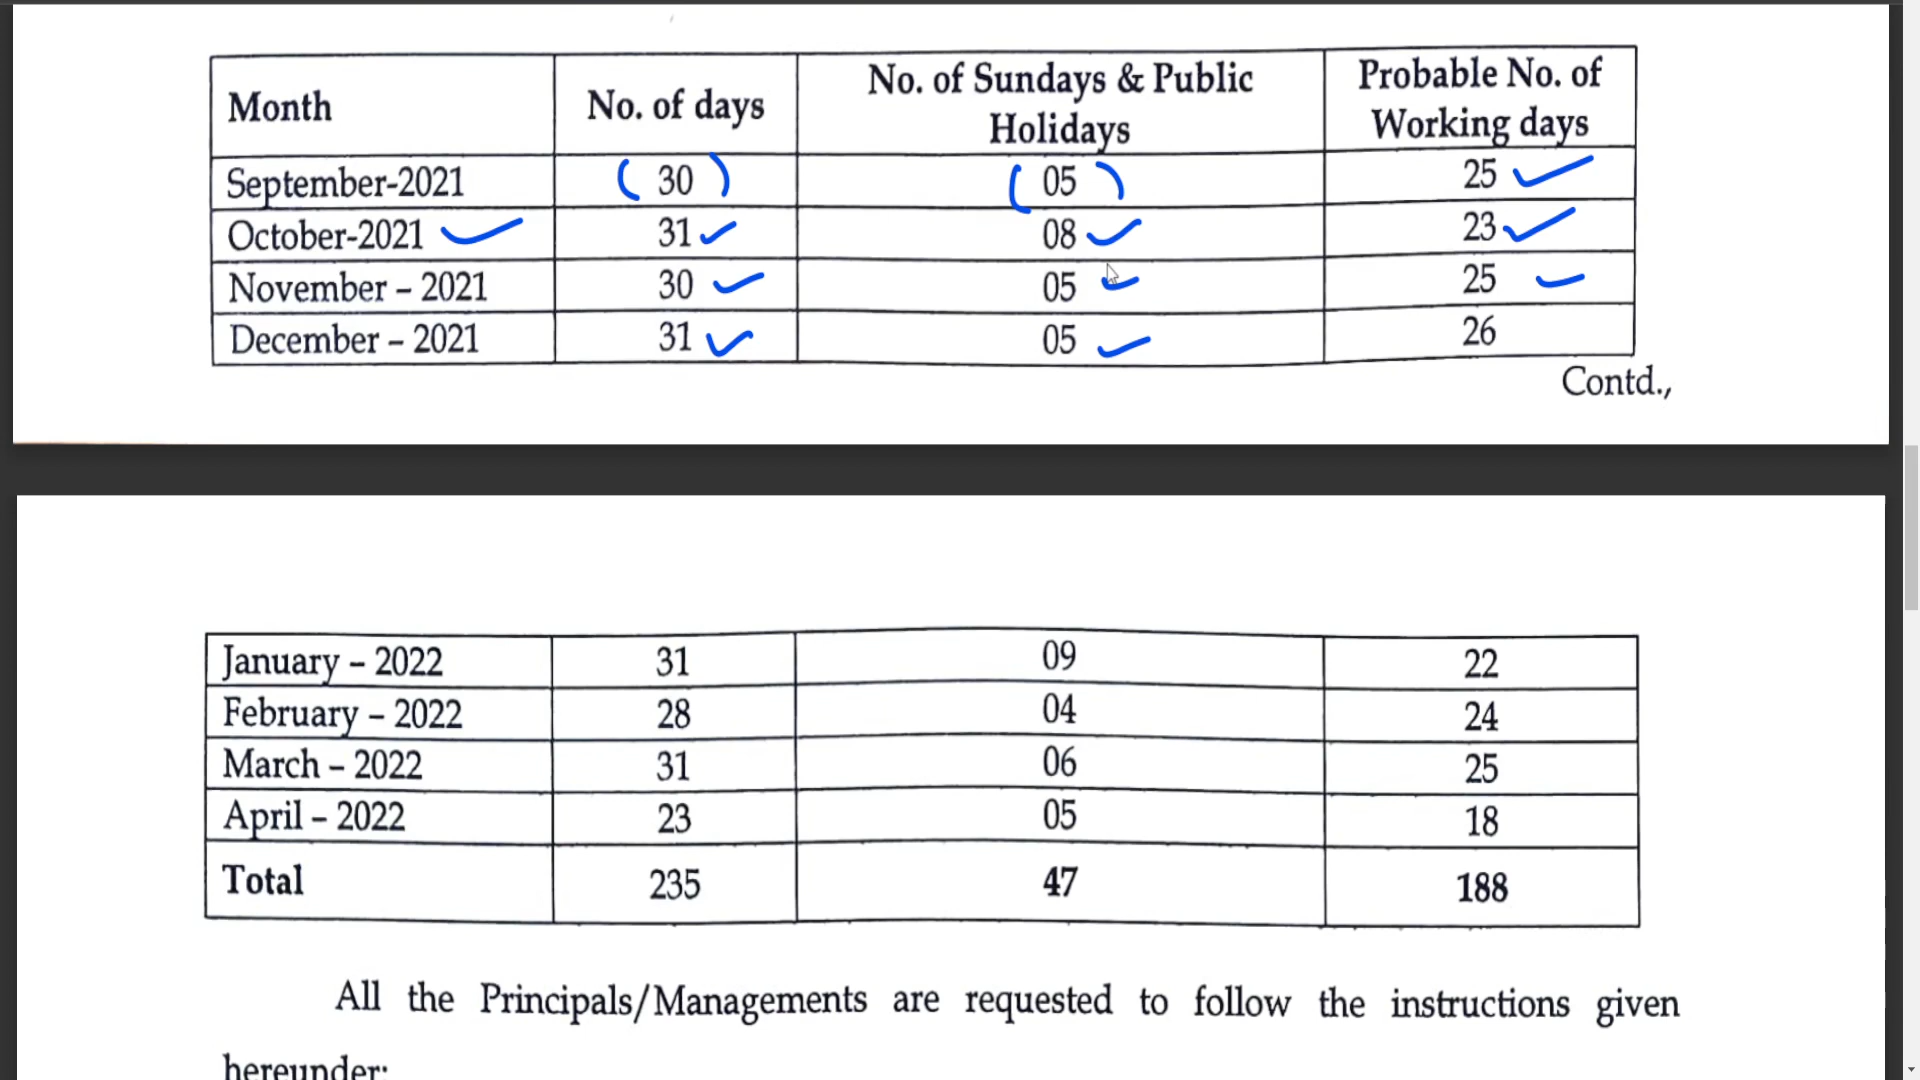 Month No. of days No. of Sundays & Public Holidays Probable No. of Working days
September-2021 30 05 25
October-2021 31 08 23
November – 2021 30 05 25
December – 2021 31 05 26
Contd.,
January – 2022 31 09 22
February – 2022 28 04 24
March – 2022 31 06 25
April – 2022 23 05 18
Total 235 47 188
All the Principals/Managements are requested to follow the instructions given
hereunder: